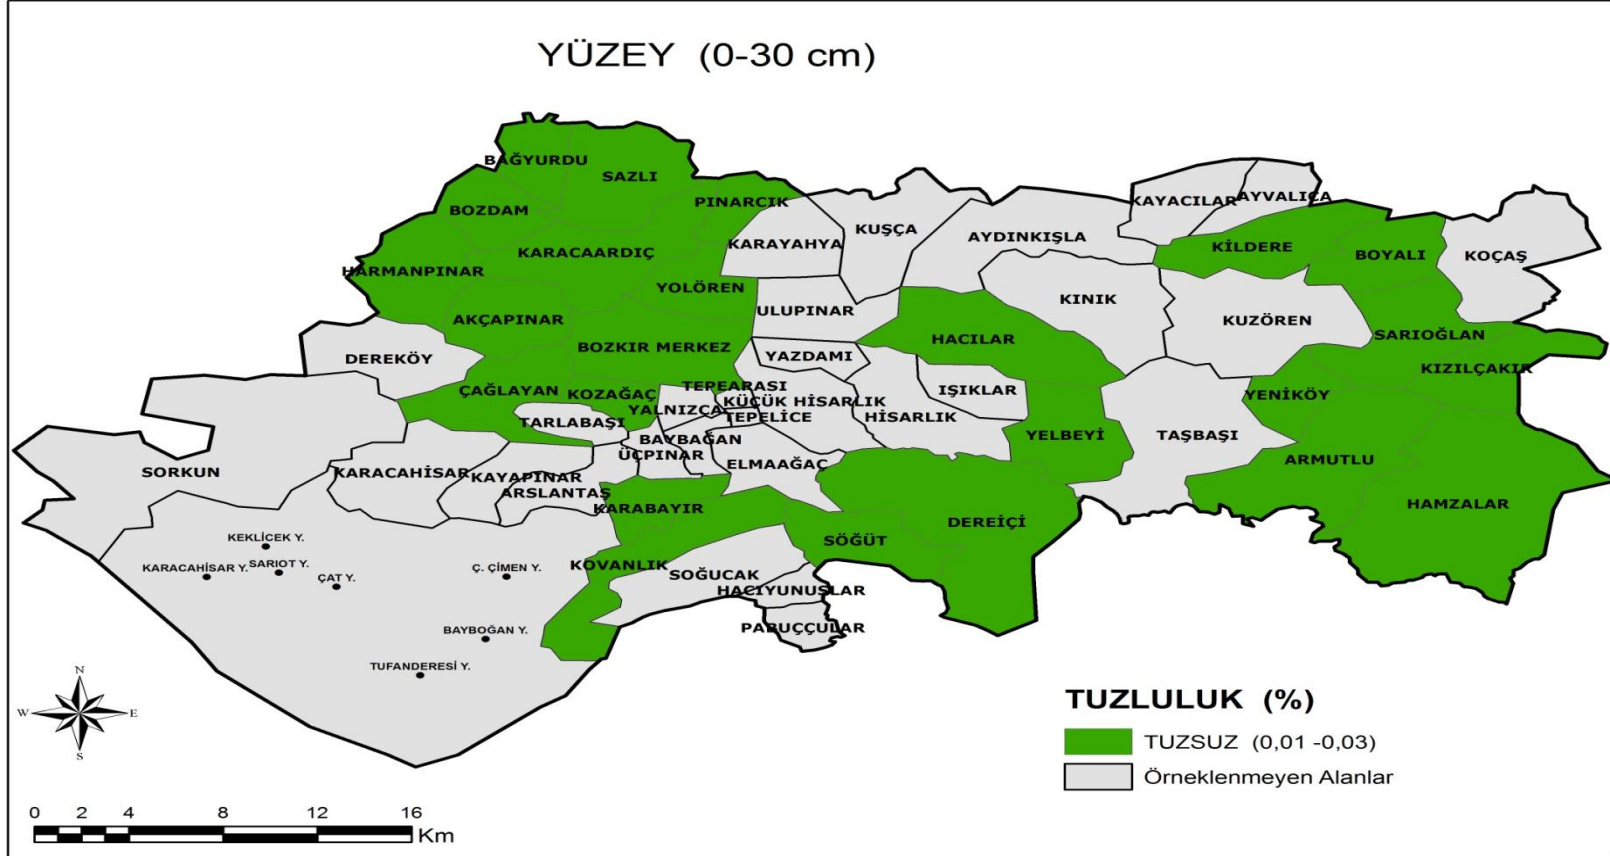 YÜZEY (0-30 cm)
BAĞYURDU
SAZLI
PINARCIK
BOZDAM
KARAYAHYA
KUŞÇA
AYDINKIŞLA
KAYACILAR
AYVALICA
KİLDERE
BOYALI
KOÇAŞ
KARACAARDIÇ
HARMANPINAR
YOLÖREN
ULUPINAR
KINIK
KUZÖREN
AKÇAPINAR
BOZKIR MERKEZ
HACILAR
SARIOĞLAN
DEREKÖY
YAZDAMI
KIZILÇAKIR
ÇAĞLAYAN
KOZAĞAÇ
TEPEARASI
IŞIKLAR
YENİKÖY
YALNIZCA
KÜÇÜK HİSARLIK
TEPELİCE
HİSARLIK
TARLABAŞI
YELBEYİ
TAŞBAŞI
BAYBAĞAN
ÜÇPINAR
ELMAAĞAÇ
ARMUTLU
SORKUN
KARACAHİSAR
KAYAPINAR
ARSLANTAŞ
KARABAYIR
HAMZALAR
DEREİÇİ
SÖĞÜT
KEKLİCEK Y.
KARACAHİSAR Y.
SARIOT Y.
ÇAT Y.
Ç. ÇİMEN Y.
KOVANLIK
SOĞUCAK
HACIYUNUSLAR
PABUÇÇULAR
BAYBOĞAN Y.
TUFANDERESİ Y.
N
W
E
S
TUZLULUK (%)
TUZSUZ (0,01 -0,03)
Örneklenmeyen Alanlar
0 2 4 8 12 16
Km